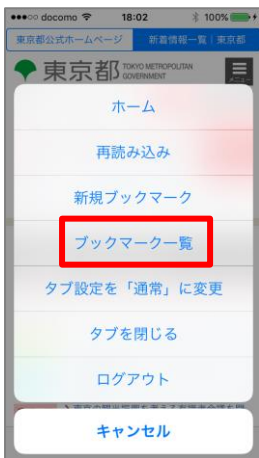 docomo 18:02 100%
東京都公式ホームページ 新着情報一覧｜東京都
東京都 TOKYO METROPOLITAN
GOVERNMENT
メニュー
ホーム
再読み込み
新規ブックマーク
ブックマーク一覧
タブ設定を「通常」に変更
タブを閉じる
ログアウト
キャンセル